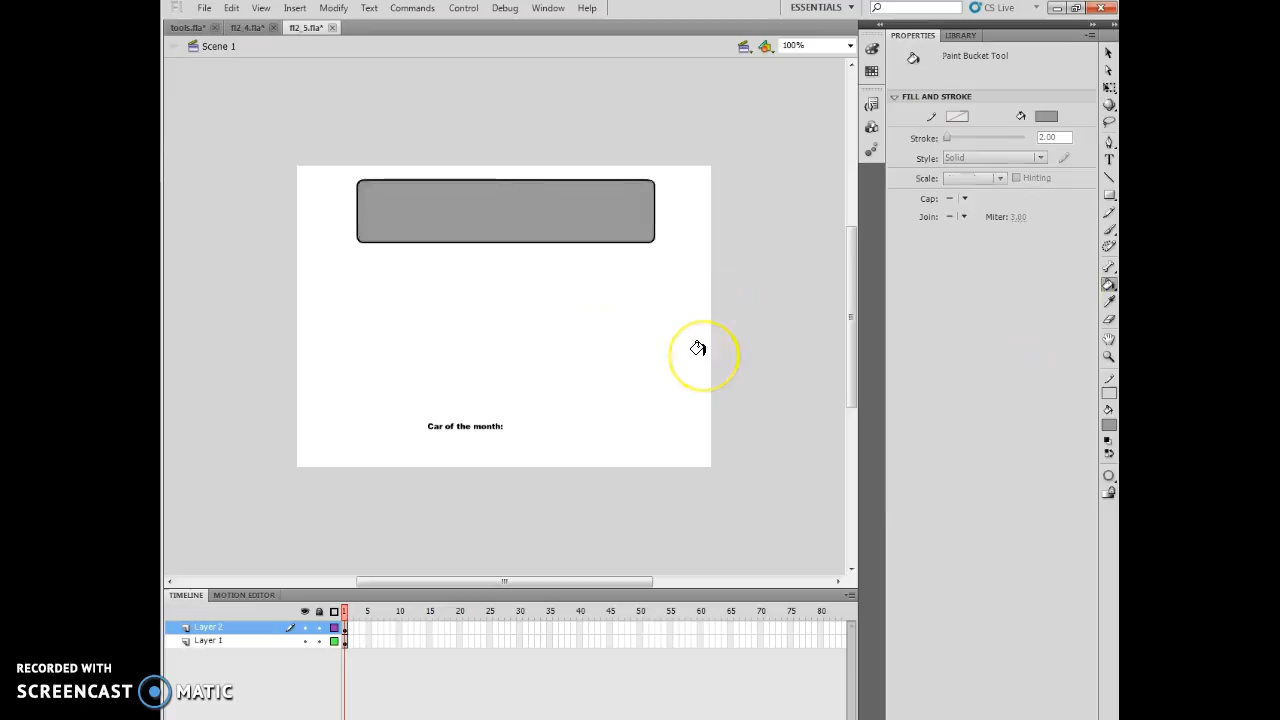 Fl File Edit View Insert Modify Text Commands Control Debug Window Help ESSENTIALS CS Live
tools.fla* fl2_4.fla* fl2_5.fla*
Scene 1 100%
PROPERTIES LIBRARY
Paint Bucket Tool
FILL AND STROKE
Stroke: 2.00
Style: Solid
Scale: Hinting
Cap:
Join: Miter: 3.00
Car of the month:
TIMELINE MOTION EDITOR
1 5 10 15 20 25 30 35 40 45 50 55 60 65 70 75 80
Layer 2
Layer 1
RECORDED WITH
SCREENCAST MATIC